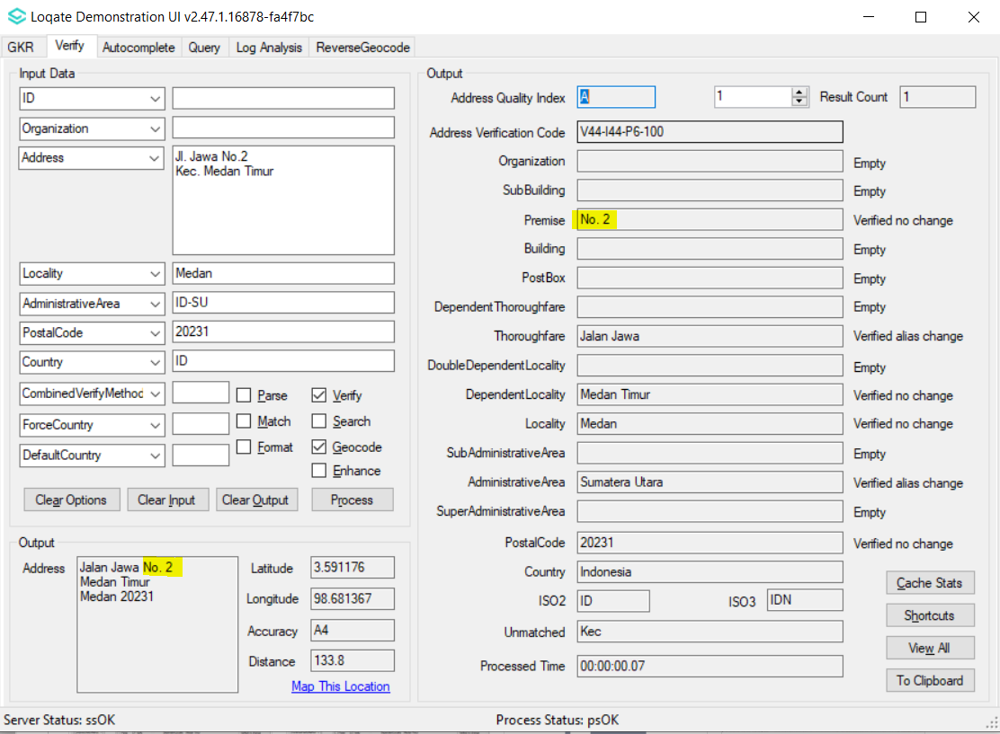 Loqate Demonstration UI v2.47.1.16878-fa4f7bc
GKR Verify Autocomplete Query Log Analysis ReverseGeocode
Input Data
ID
Organization
Address Jl. Jawa No.2
Kec. Medan Timur
Locality Medan
AdministrativeArea ID-SU
PostalCode 20231
Country ID
CombinedVerifyMethod Parse Verify
ForceCountry Match Search
DefaultCountry Format Geocode
Enhance
Clear Options Clear Input Clear Output Process
Output
Address Jalan Jawa No. 2
Medan Timur
Medan 20231
Latitude 3.591176
Longitude 98.681367
Accuracy A4
Distance 133.8
Map This Location
Output
Address Quality Index A 1 Result Count 1
Address Verification Code V44-I44-P6-100
Organization Empty
SubBuilding Empty
Premise No. 2 Verified no change
Building Empty
PostBox Empty
DependentThoroughfare Empty
Thoroughfare Jalan Jawa Verified alias change
DoubleDependentLocality Empty
DependentLocality Medan Timur Verified no change
Locality Medan Verified no change
SubAdministrativeArea Empty
AdministrativeArea Sumatera Utara Verified alias change
SuperAdministrativeArea Empty
PostalCode 20231 Verified no change
Country Indonesia
ISO2 ID ISO3 IDN
Unmatched Kec
Processed Time 00:00:00.07
Cache Stats
Shortcuts
View All
To Clipboard
Server Status: ssOK Process Status: psOK